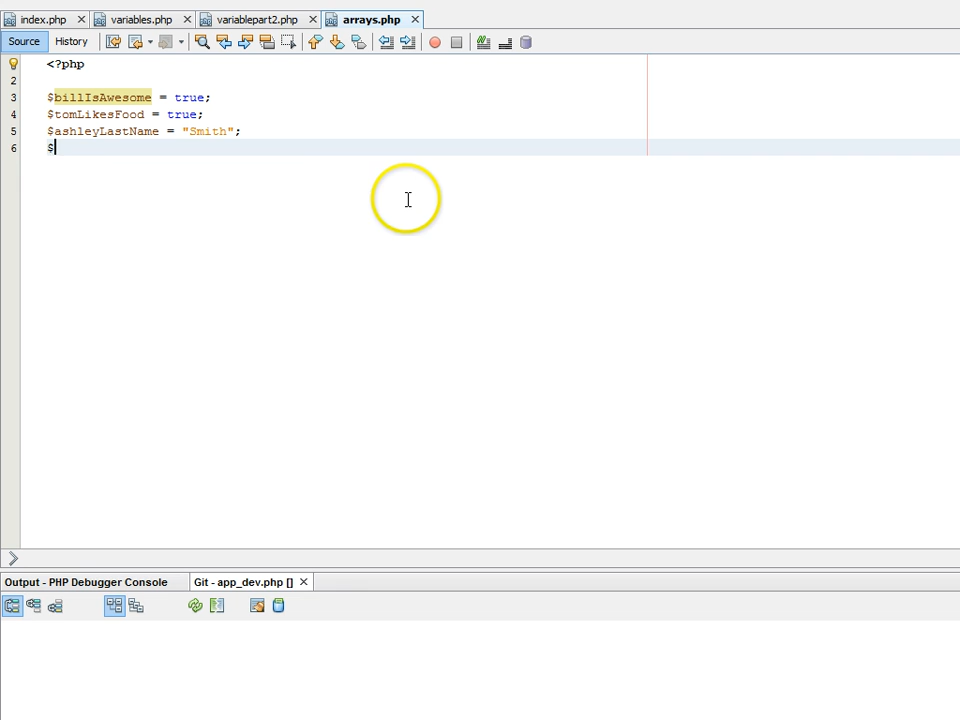 index.php variables.php variablepart2.php arrays.php
Source History
<?php
2
3 $billIsAwesome = true;
4 $tomLikesFood = true;
5 $ashleyLastName = "Smith";
6 $
Output - PHP Debugger Console Git - app_dev.php []